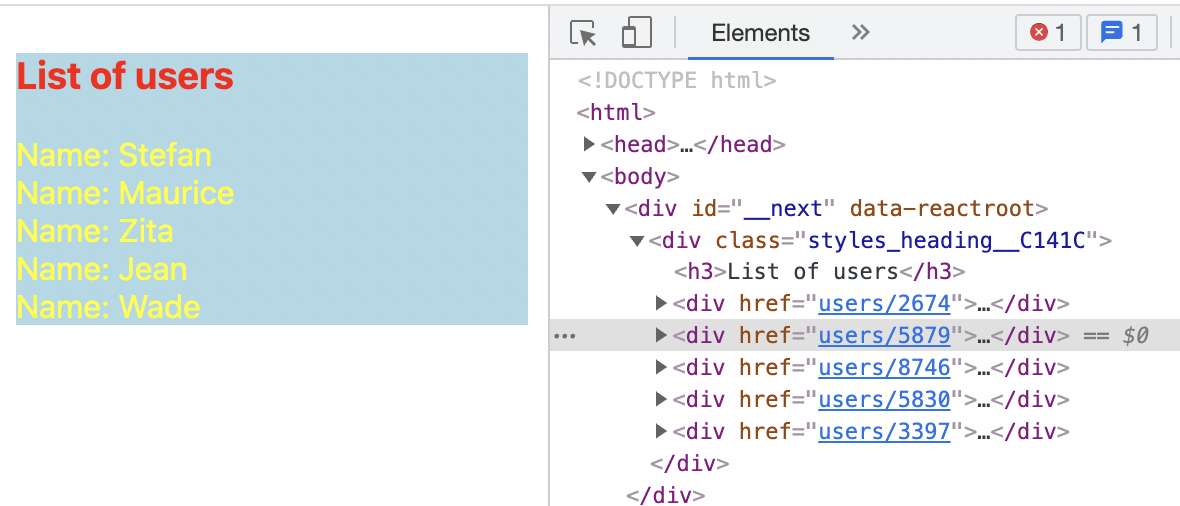 List of users
Name: Stefan
Name: Maurice
Name: Zita
Name: Jean
Name: Wade
Elements
1
1
<!DOCTYPE html>
<html>
<head>…</head>
<body>
<div id="__next" data-reactroot>
<div class="styles_heading__C141C">
<h3>List of users</h3>
<div href="users/2674">…</div>
<div href="users/5879">…</div> == $0
<div href="users/8746">…</div>
<div href="users/5830">…</div>
<div href="users/3397">…</div>
</div>
</div>